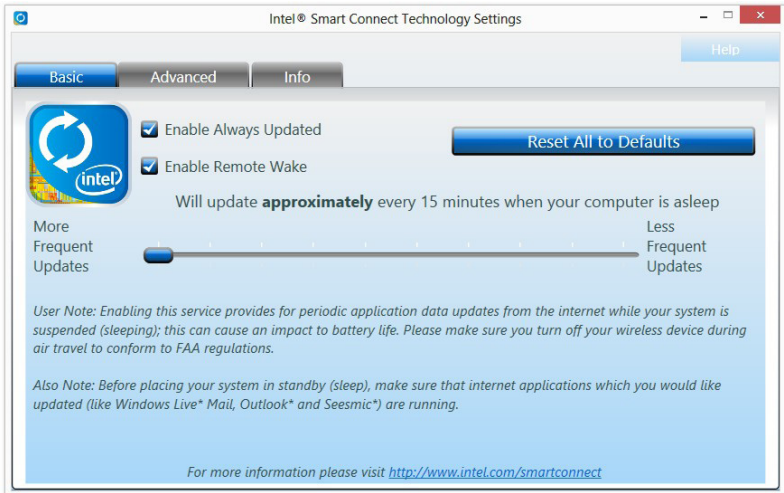 Intel® Smart Connect Technology Settings
Help
Basic Advanced Info
Enable Always Updated
Reset All to Defaults
Enable Remote Wake
(intel)
Will update approximately every 15 minutes when your computer is asleep
More
Frequent
Updates
Less
Frequent
Updates
User Note: Enabling this service provides for periodic application data updates from the internet while your system is
suspended (sleeping); this can cause an impact to battery life. Please make sure you turn off your wireless device during
air travel to conform to FAA regulations.
Also Note: Before placing your system in standby (sleep), make sure that internet applications which you would like
updated (like Windows Live* Mail, Outlook* and Seesmic*) are running.
For more information please visit http://www.intel.com/smartconnect